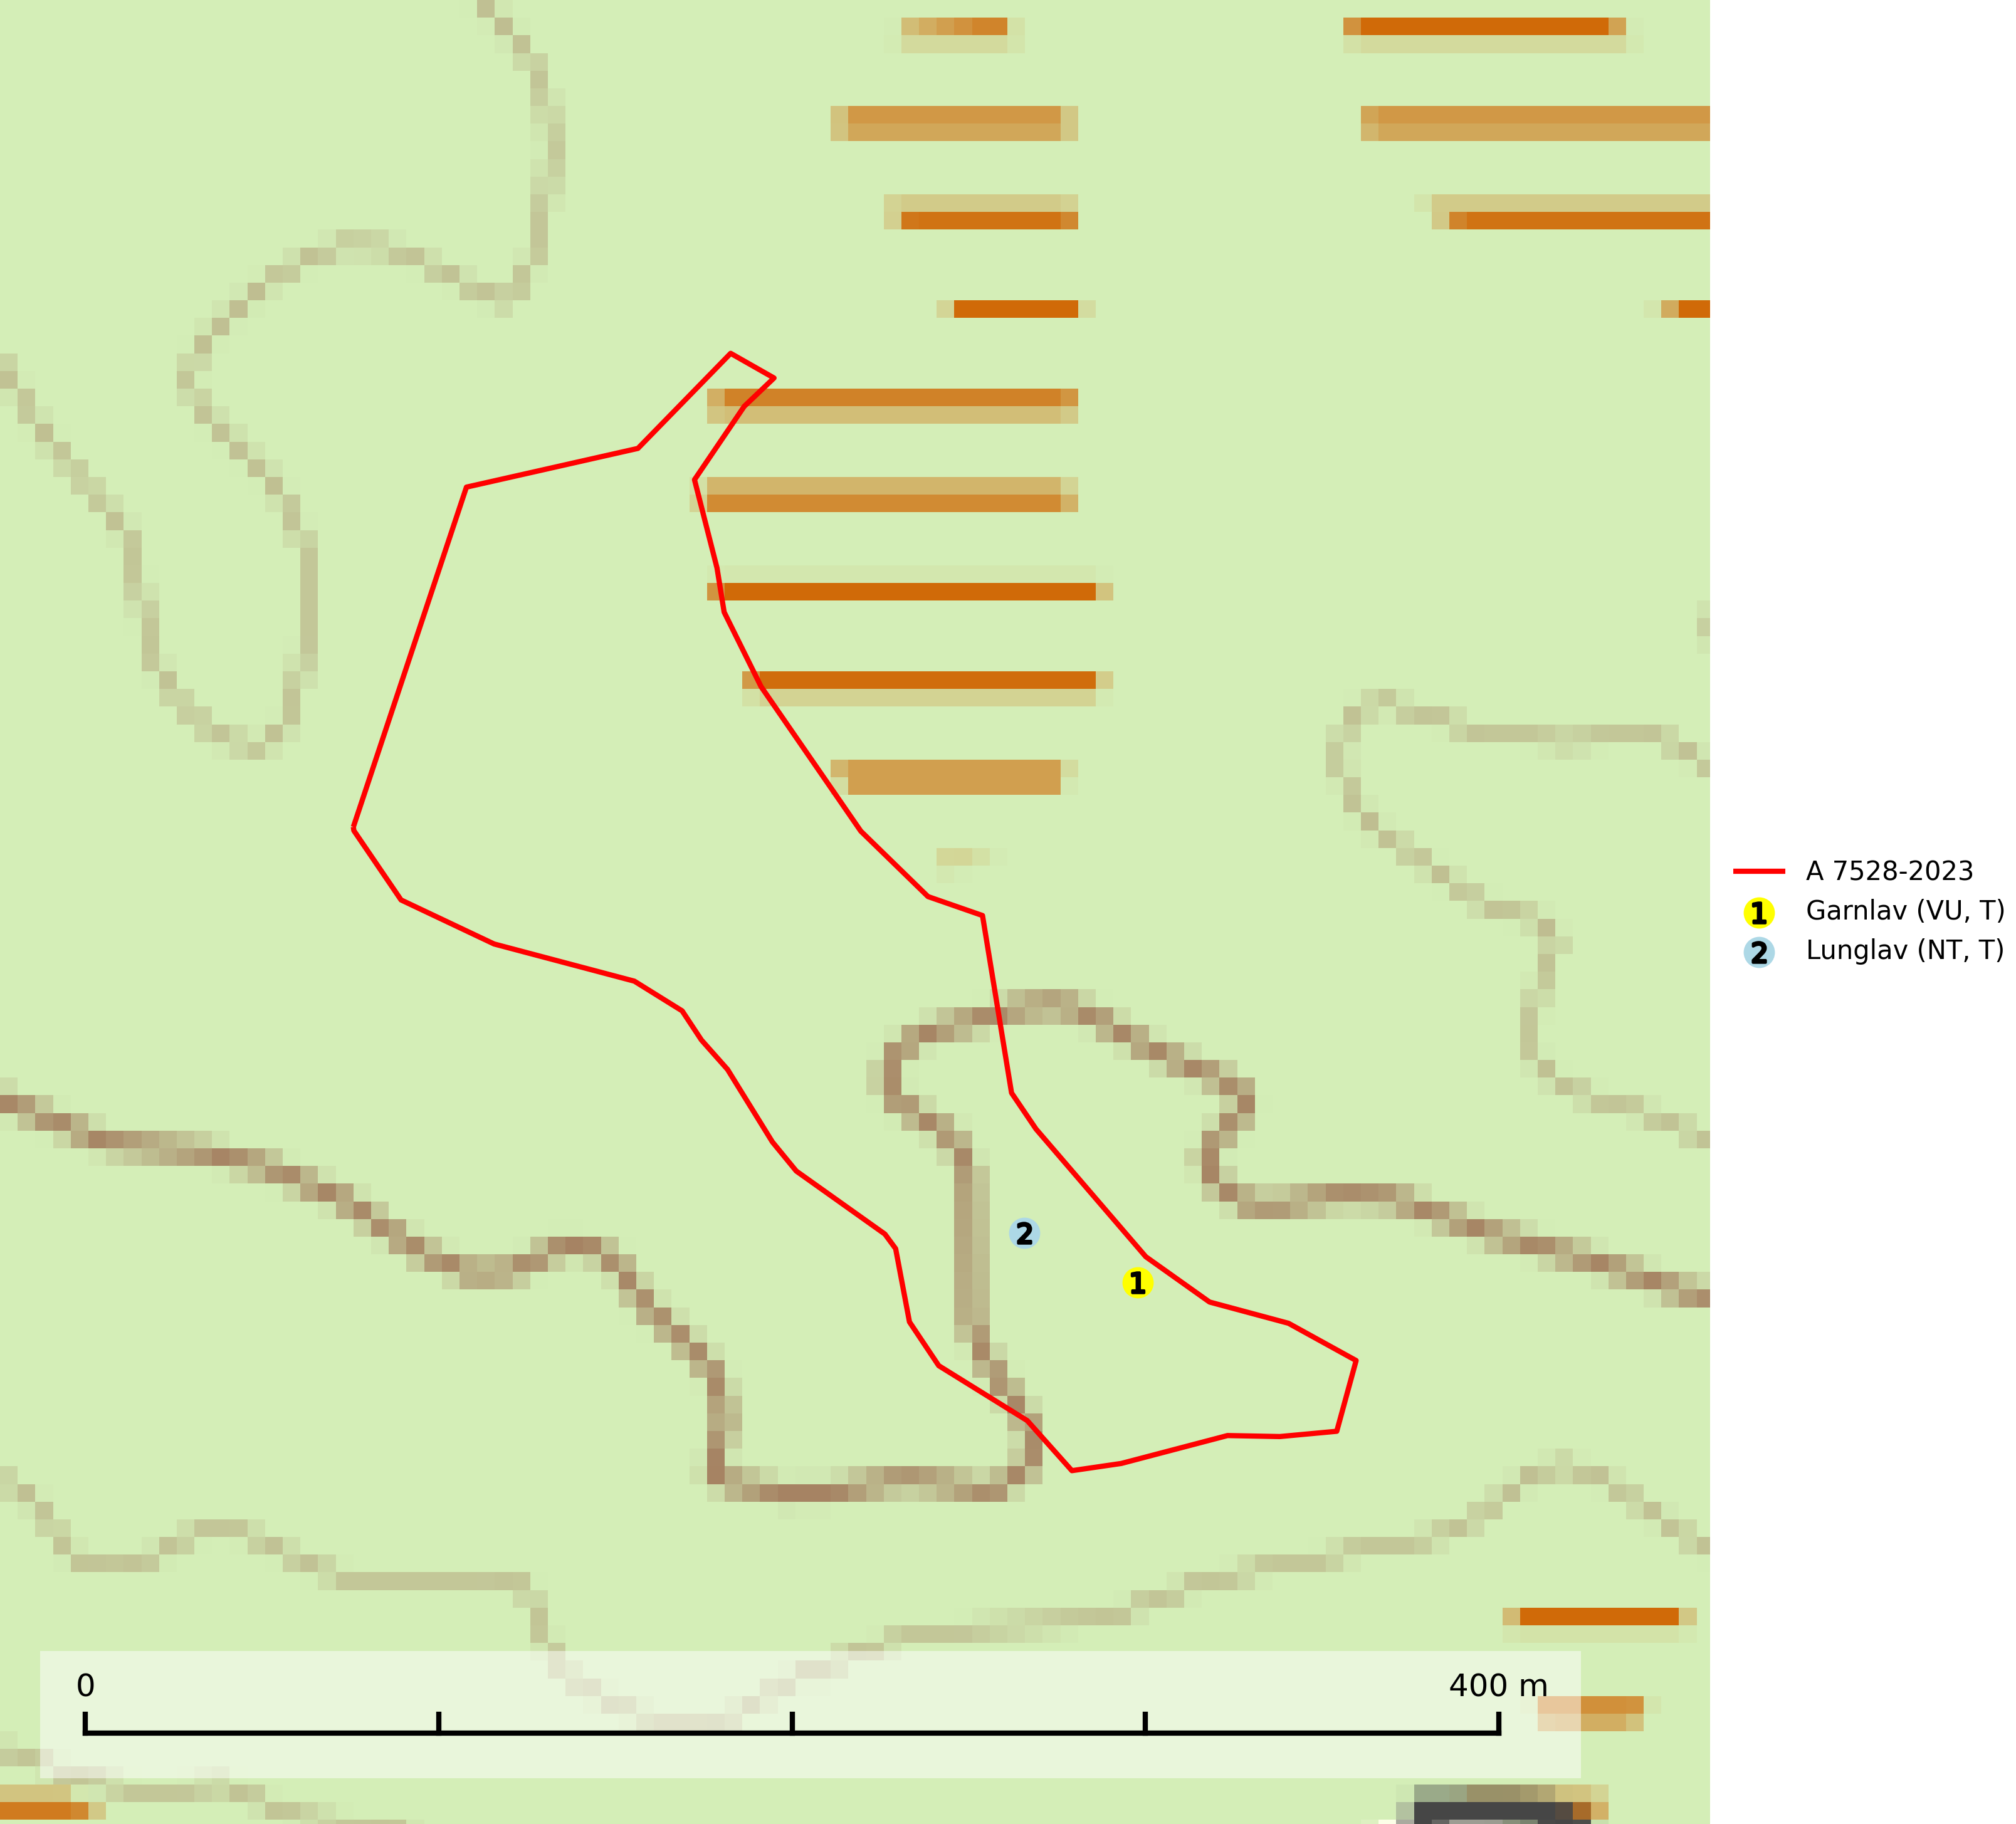 2
1
0
400 m
A 7528-2023
1 Garnlav (VU, T)
2 Lunglav (NT, T)